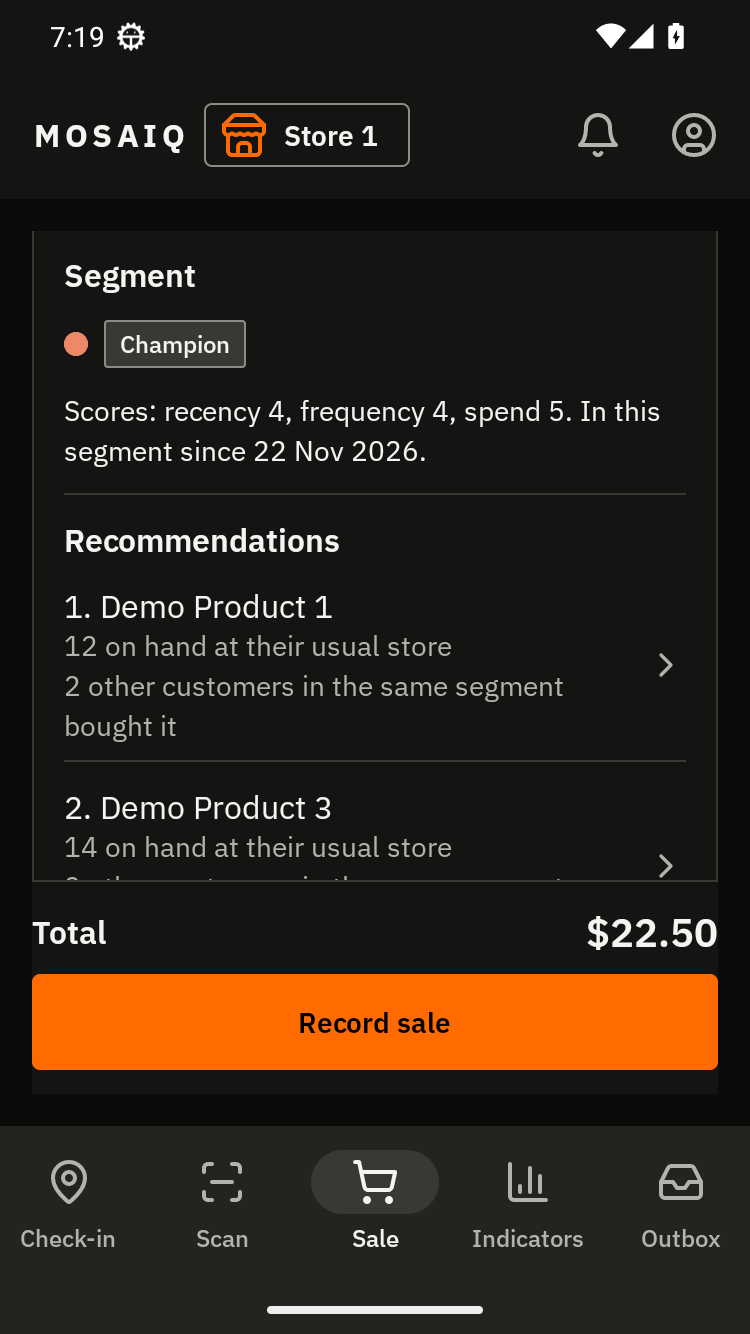 7:19
MOSAIQ
Store 1
Segment
Champion
Scores: recency 4, frequency 4, spend 5. In this
segment since 22 Nov 2026.
Recommendations
1. Demo Product 1
12 on hand at their usual store
2 other customers in the same segment
bought it
2. Demo Product 3
14 on hand at their usual store
Total
$22.50
Record sale
Check-in
Scan
Sale
Indicators
Outbox